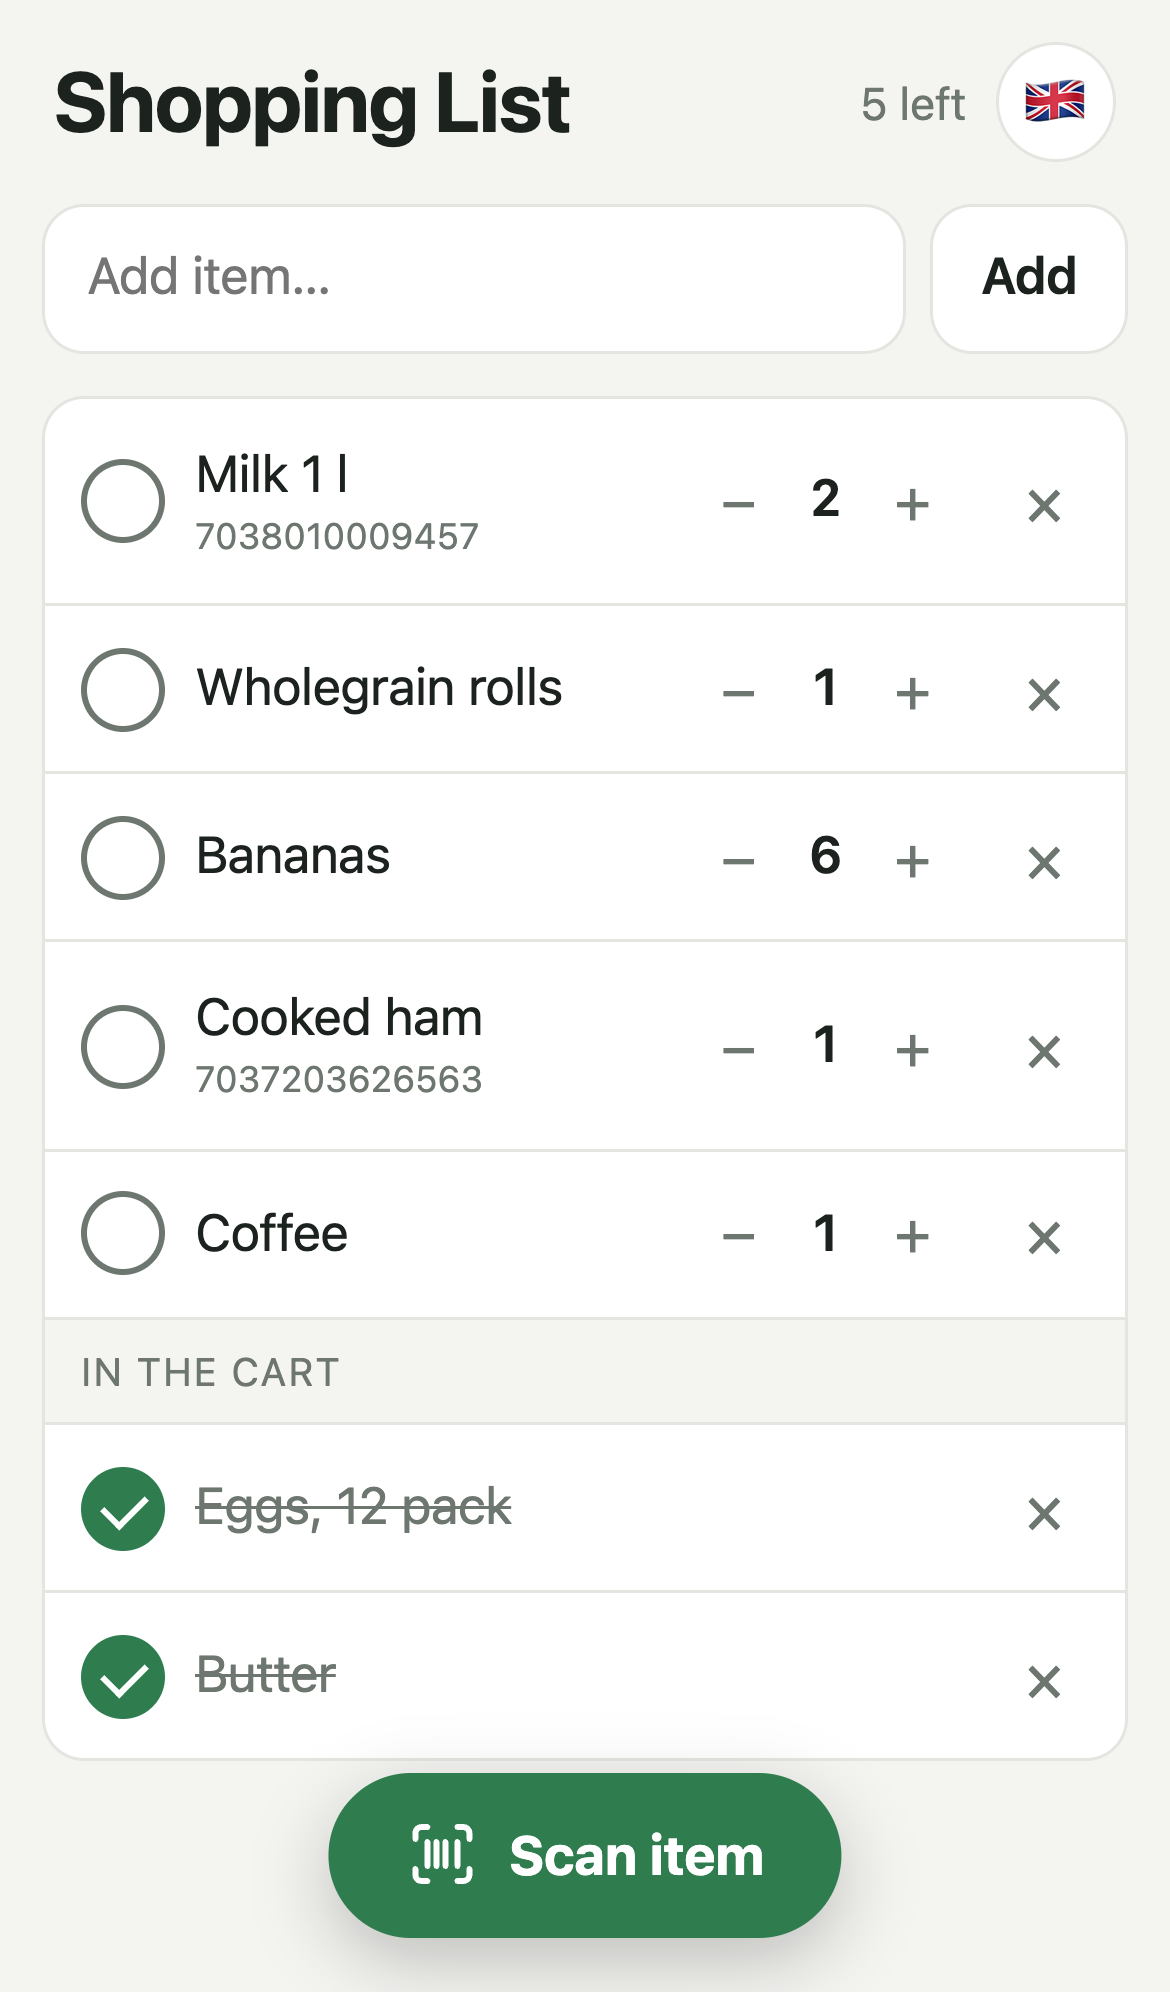 Shopping List
5 left
Add item...
Add
Milk 1 l
7038010009457
− 2 + ×
Wholegrain rolls
− 1 + ×
Bananas
− 6 + ×
Cooked ham
7037203626563
− 1 + ×
Coffee
− 1 + ×
IN THE CART
Eggs, 12 pack
×
Butter
×
Scan item